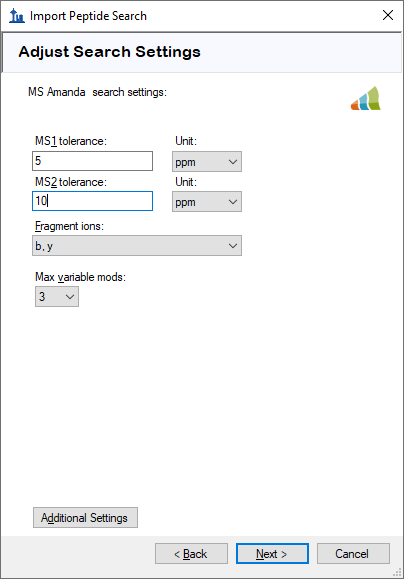 Import Peptide Search
Adjust Search Settings
MS Amanda search settings:
MS1 tolerance: Unit:
5 ppm
MS2 tolerance: Unit:
10 ppm
Fragment ions:
b, y
Max variable mods:
3
Additional Settings
< Back Next > Cancel